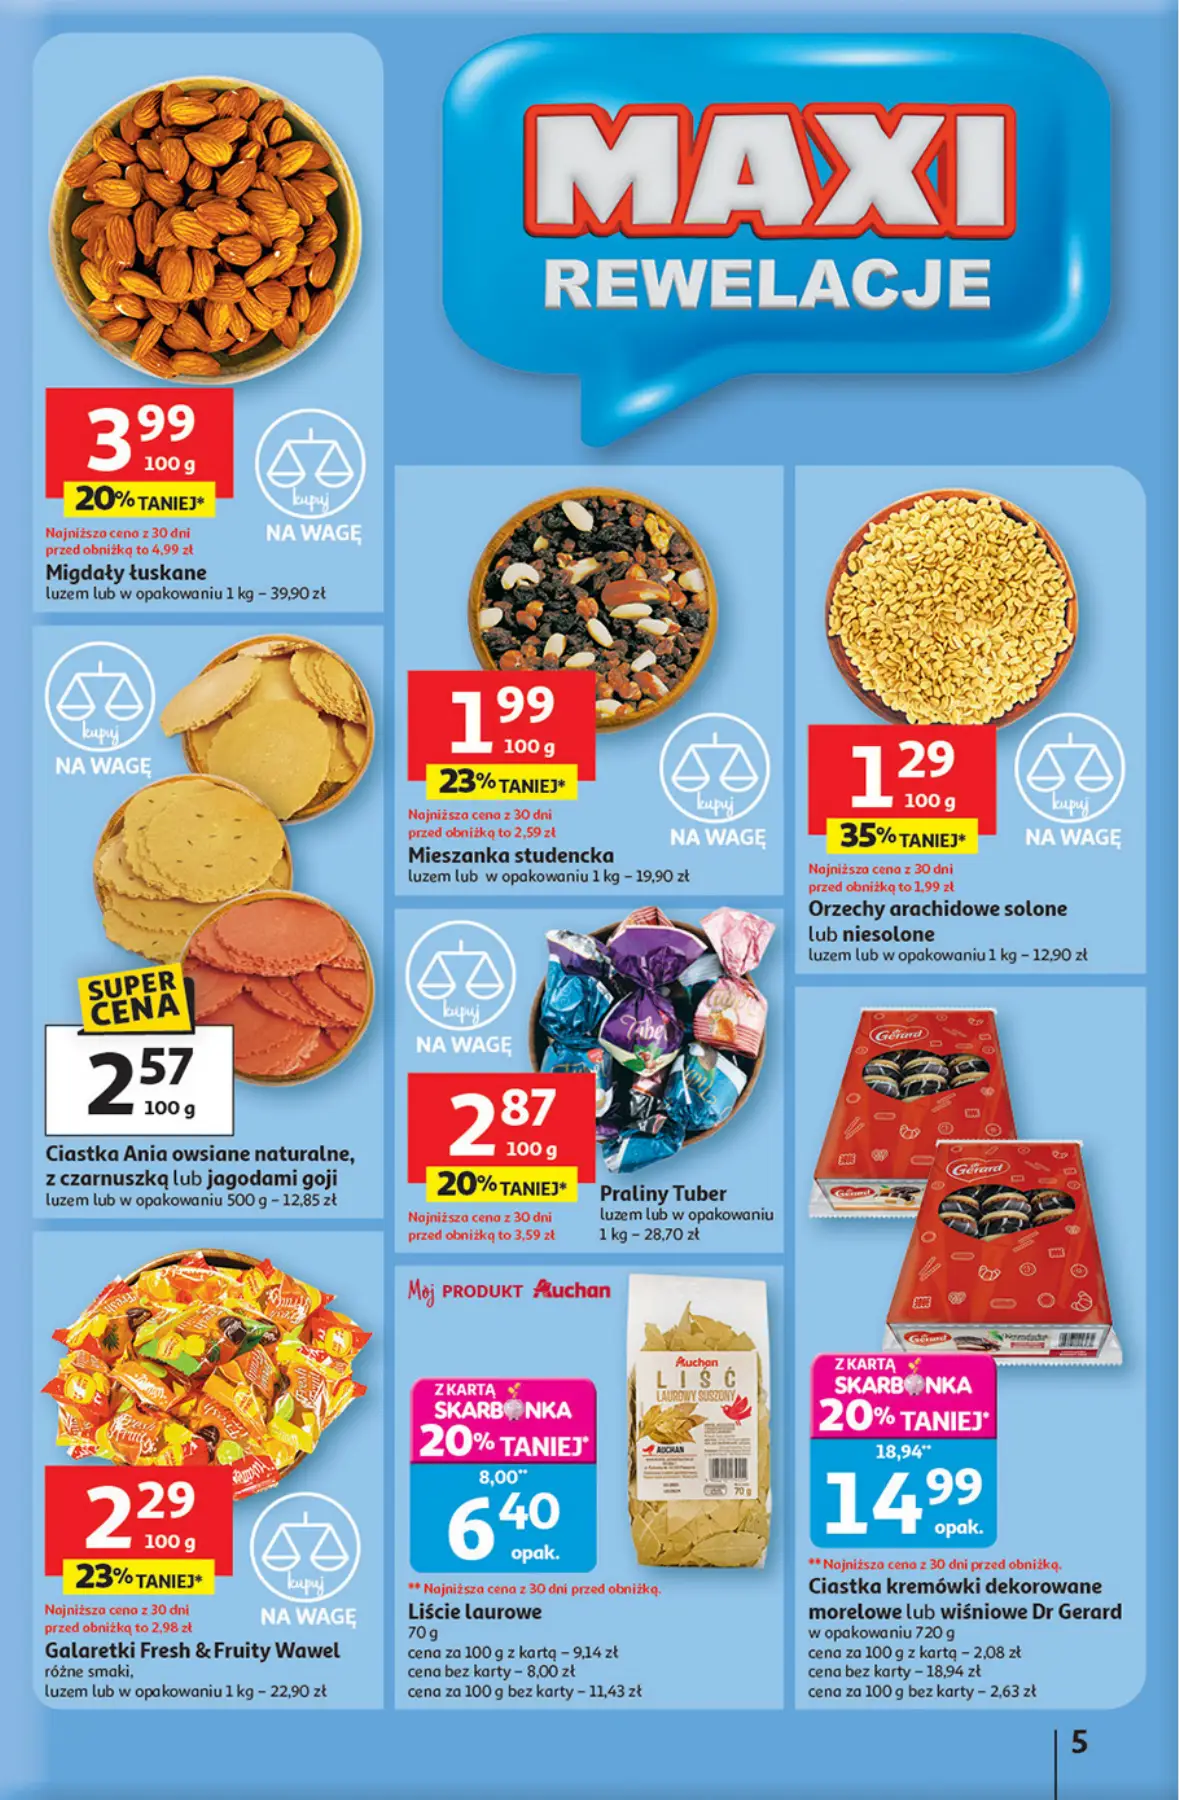 MAXI
REWELACJE
3 99
100 g
20% TANIEJ*
kupuj
NA WAGĘ
Najniższa cena z 30 dni
przed obniżką to 4,99 zł
Migdały łuskane
luzem lub w opakowaniu 1 kg – 39,90 zł
1 99
100 g
23% TANIEJ*
kupuj
NA WAGĘ
Najniższa cena z 30 dni
przed obniżką to 2,59 zł
Mieszanka studencka
luzem lub w opakowaniu 1 kg – 19,90 zł
1 29
100 g
35% TANIEJ*
kupuj
NA WAGĘ
Najniższa cena z 30 dni
przed obniżką to 1,99 zł
Orzechy arachidowe solone
lub niesolone
luzem lub w opakowaniu 1 kg – 12,90 zł
kupuj
NA WAGĘ
SUPER
CENA
2 57
100 g
Ciastka Ania owsiane naturalne,
z czarnuszką lub jagodami goji
luzem lub w opakowaniu 500 g – 12,85 zł
kupuj
NA WAGĘ
Tuber
2 87
100 g
20% TANIEJ*
Najniższa cena z 30 dni
przed obniżką to 3,59 zł
Praliny Tuber
luzem lub w opakowaniu
1 kg – 28,70 zł
Gérard
Gérard
Gérard
Z KARTĄ
SKARBONKA
20% TANIEJ*
18,94**
14 99
opak.
** Najniższa cena z 30 dni przed obniżką.
Ciastka kremówki dekorowane
morelowe lub wiśniowe Dr Gerard
w opakowaniu 720 g
cena za 100 g z kartą – 2,08 zł
cena bez karty – 18,94 zł
cena za 100 g bez karty – 2,63 zł
2 29
100 g
23% TANIEJ*
kupuj
NA WAGĘ
Najniższa cena z 30 dni
przed obniżką to 2,98 zł
Galaretki Fresh & Fruity Wawel
różne smaki,
luzem lub w opakowaniu 1 kg – 22,90 zł
Mój PRODUKT Auchan
Auchan
LIŚĆ
LAUROWY SUSZONY
AUCHAN
70 g
Z KARTĄ
SKARBONKA
20% TANIEJ*
8,00**
6 40
opak.
** Najniższa cena z 30 dni przed obniżką.
Liście laurowe
70 g
cena za 100 g z kartą – 9,14 zł
cena bez karty – 8,00 zł
cena za 100 g bez karty – 11,43 zł
5